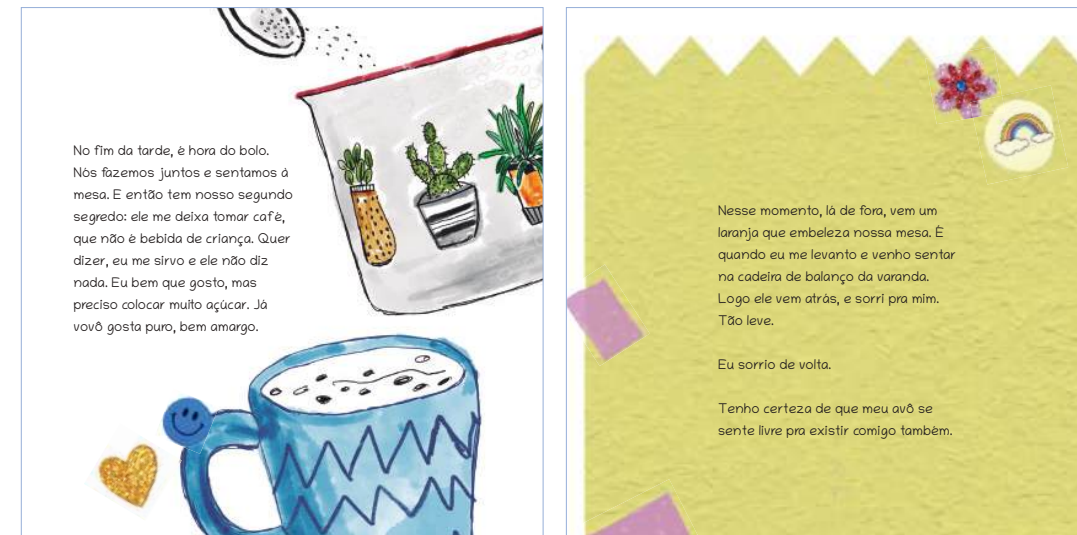 No fim da tarde, é hora do bolo.
Nós fazemos juntos e sentamos à
mesa. E então tem nosso segundo
segredo: ele me deixa tomar café,
que não é bebida de criança. Quer
dizer, eu me sirvo e ele não diz
nada. Eu bem que gosto, mas
preciso colocar muito açúcar. Já
vovô gosta puro, bem amargo.
Nesse momento, lá de fora, vem um
laranja que embeleza nossa mesa. É
quando eu me levanto e venho sentar
na cadeira de balanço da varanda.
Logo ele vem atrás, e sorri pra mim.
Tão leve.
Eu sorrio de volta.
Tenho certeza de que meu avô se
sente livre pra existir comigo também.